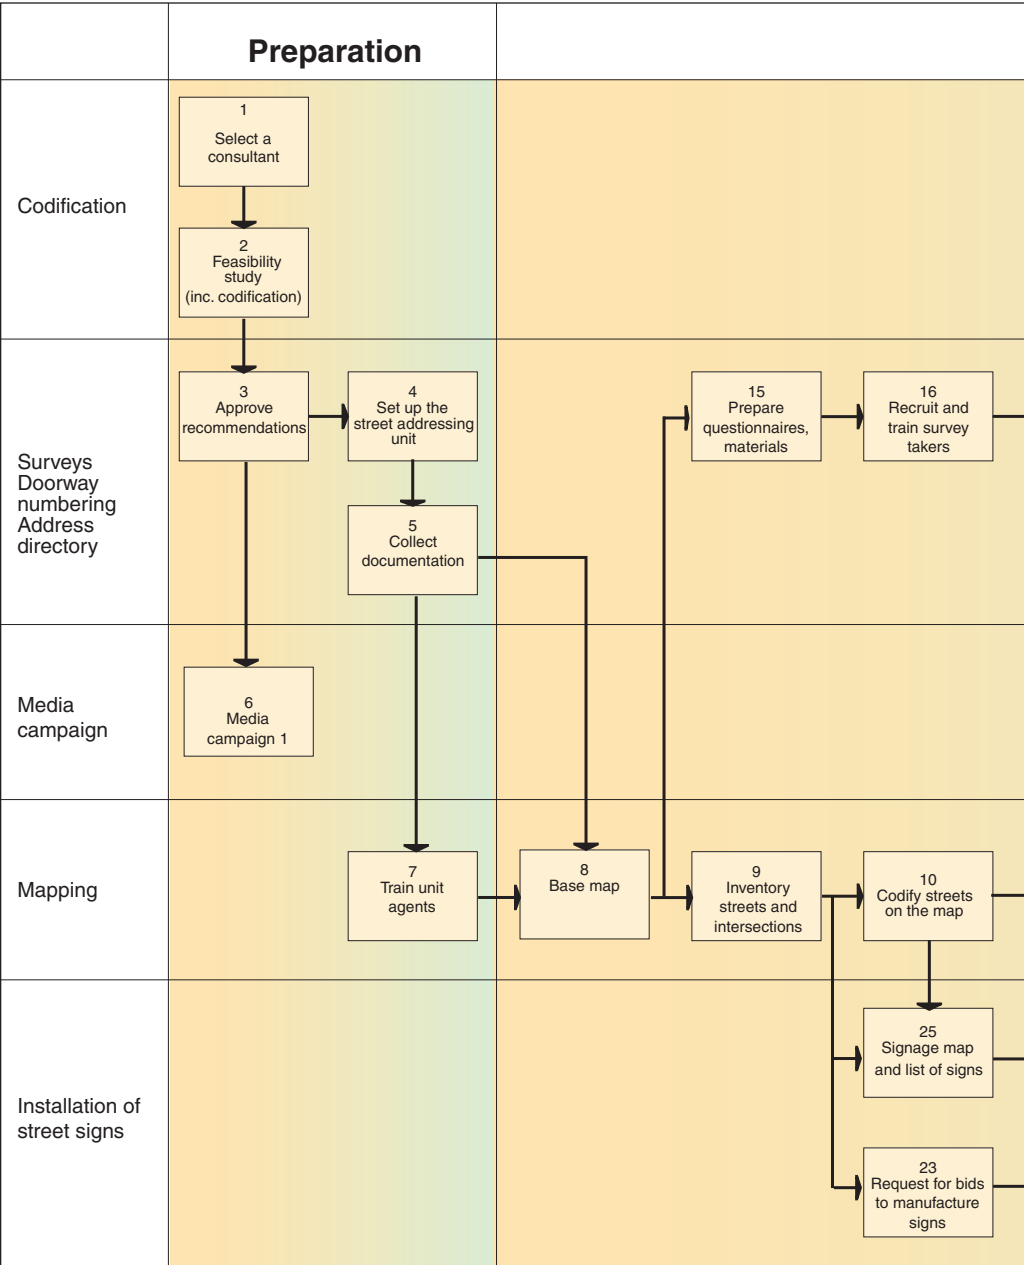 Preparation
Codification
1
Select a
consultant
2
Feasibility
study
(inc. codification)
Surveys
Doorway
numbering
Address
directory
3
Approve
recommendations
4
Set up the
street addressing
unit
5
Collect
documentation
15
Prepare
questionnaires,
materials
16
Recruit and
train survey
takers
Media
campaign
6
Media
campaign 1
Mapping
7
Train unit
agents
8
Base map
9
Inventory
streets and
intersections
10
Codify streets
on the map
Installation of
street signs
25
Signage map
and list of signs
23
Request for bids
to manufacture
signs